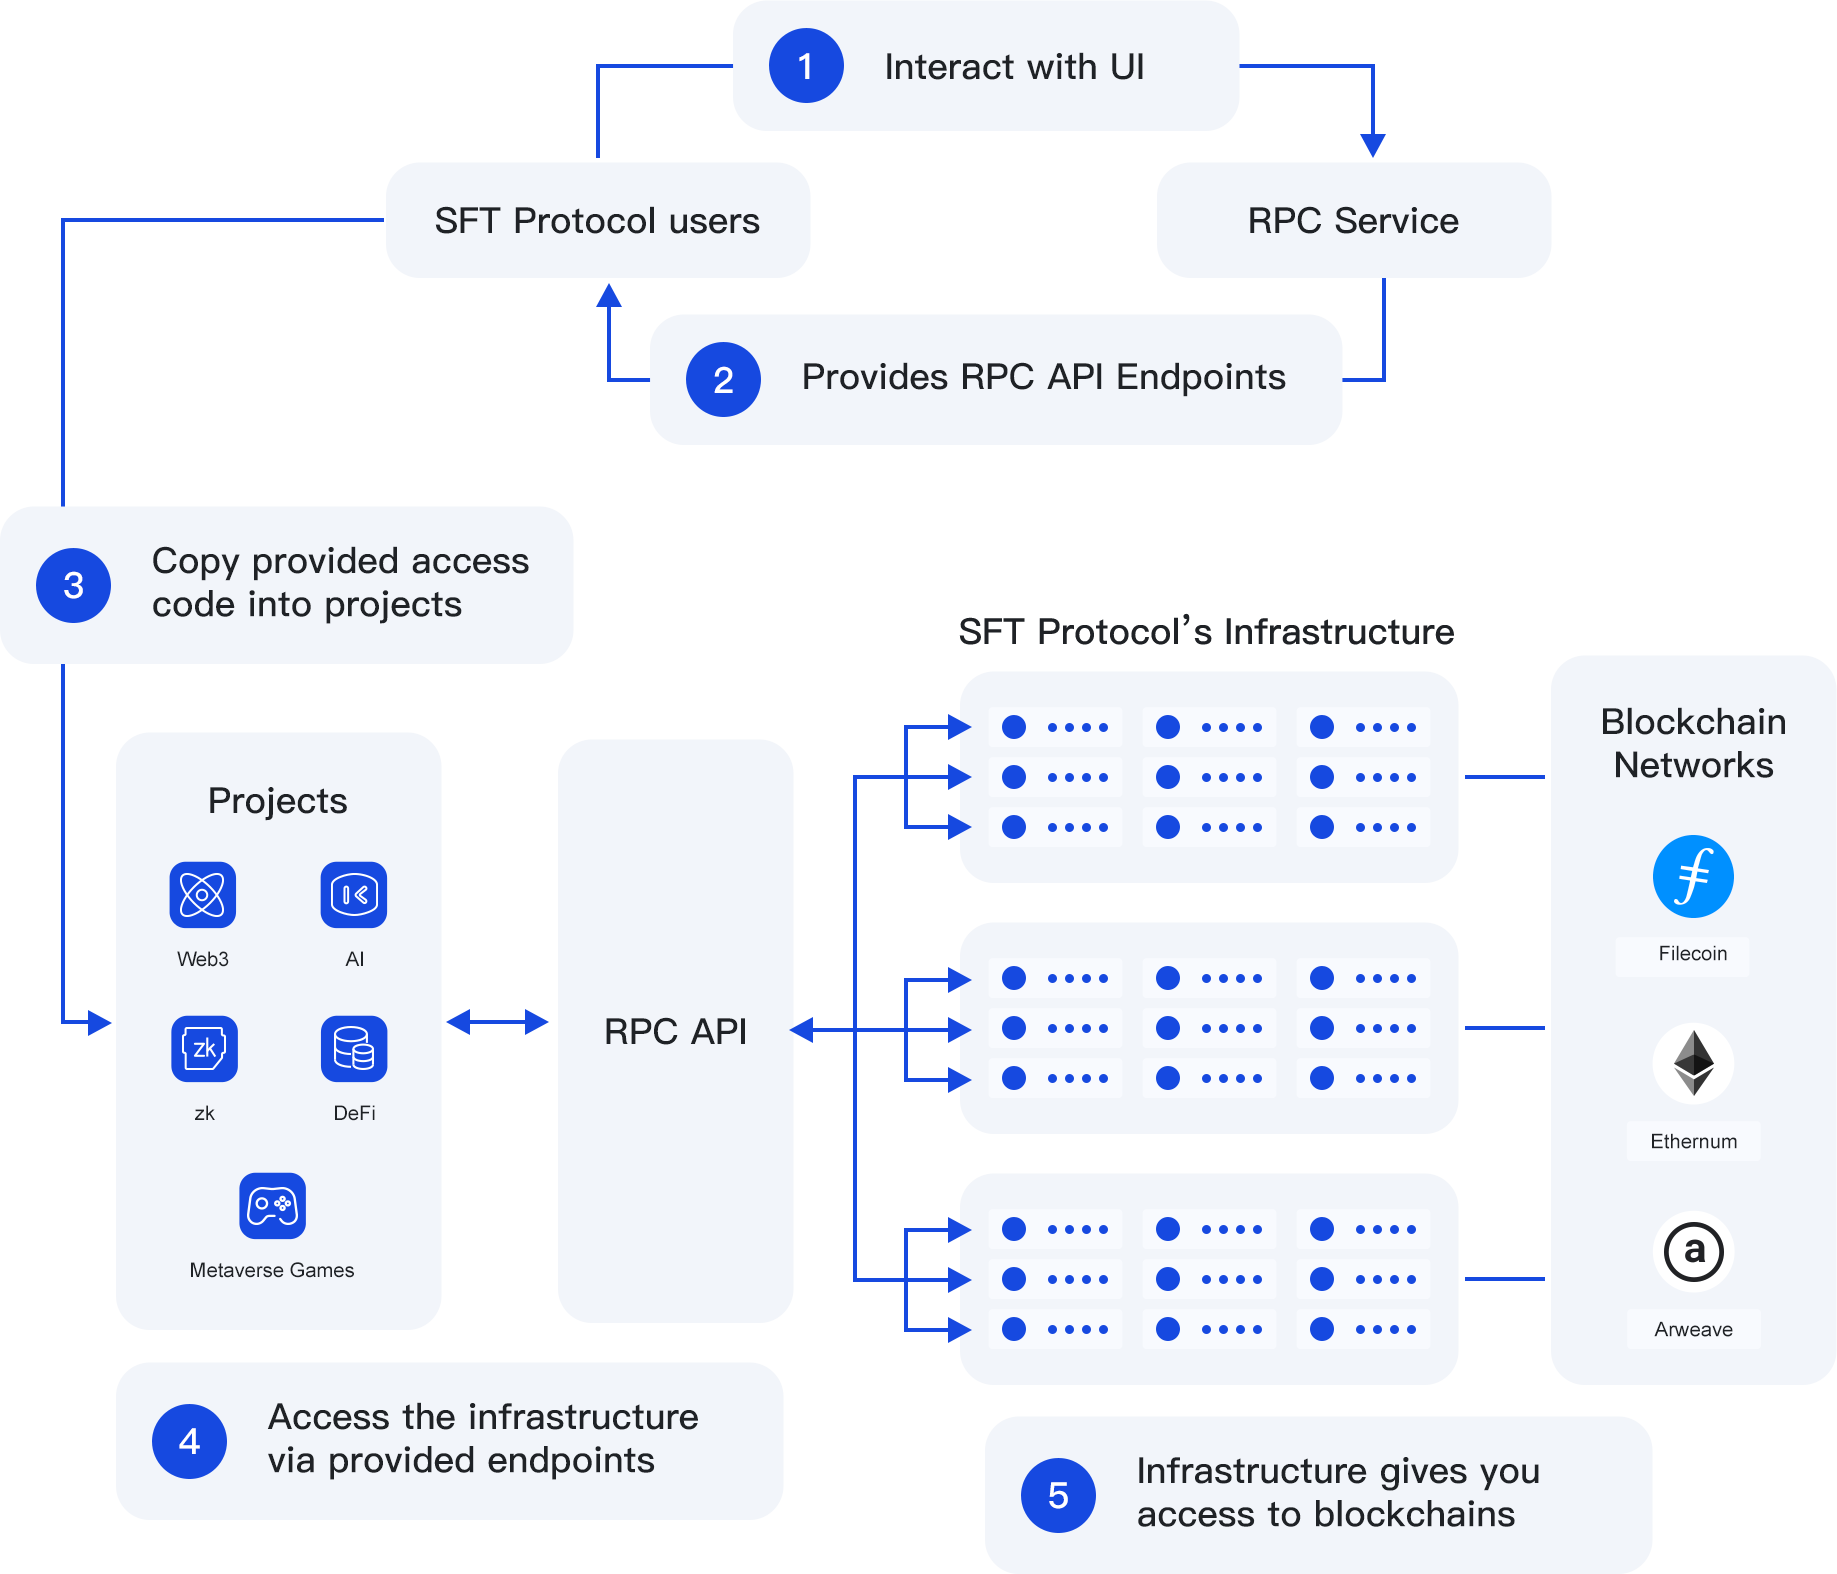 1
Interact with UI
SFT Protocol users
RPC Service
2
Provides RPC API Endpoints
3
Copy provided access
code into projects
SFT Protocol’s Infrastructure
Projects
Web3
AI
zk
zk
DeFi
Metaverse Games
RPC API
Blockchain
Networks
Filecoin
Ethernum
a
Arweave
4
Access the infrastructure
via provided endpoints
5
Infrastructure gives you
access to blockchains